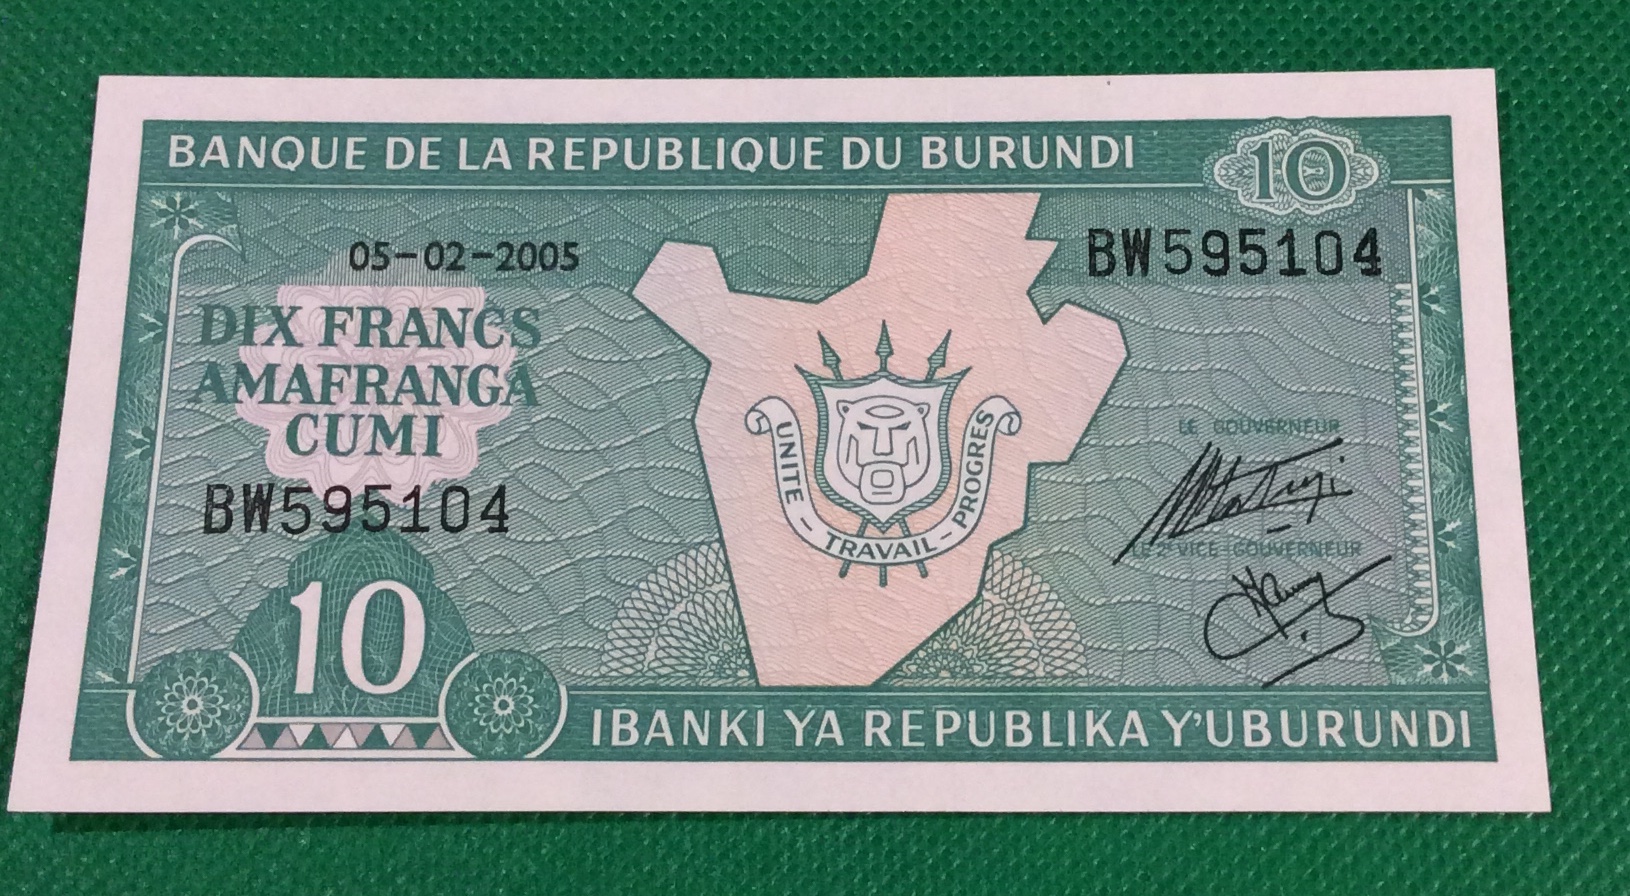 BANQUE DE LA REPUBLIQUE DU BURUNDI
10
05-02-2005
BW595104
DIX FRANCS
AMAFRANGA
CUMI
BW595104
UNITE - TRAVAIL - PROGRES
LE GOUVERNEUR
LE 2e VICE-GOUVERNEUR
10
IBANKI YA REPUBLIKA Y'UBURUNDI